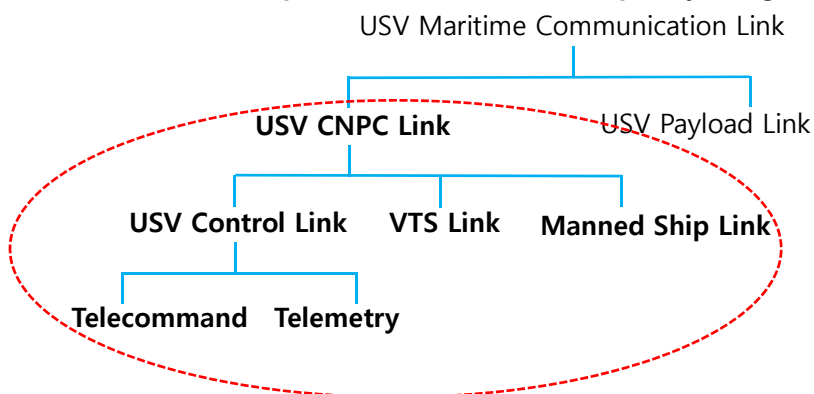 USV Maritime Communication Link
USV CNPC Link
USV Payload Link
USV Control Link
VTS Link
Manned Ship Link
Telecommand
Telemetry